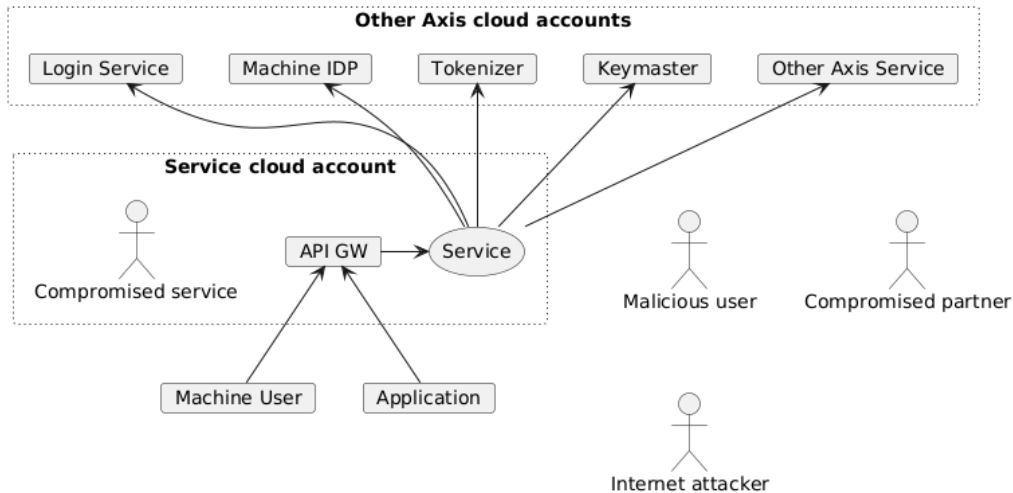 Other Axis cloud accounts
Login Service
Machine IDP
Tokenizer
Keymaster
Other Axis Service
Service cloud account
API GW
Service
Compromised service
Malicious user
Compromised partner
Machine User
Application
Internet attacker